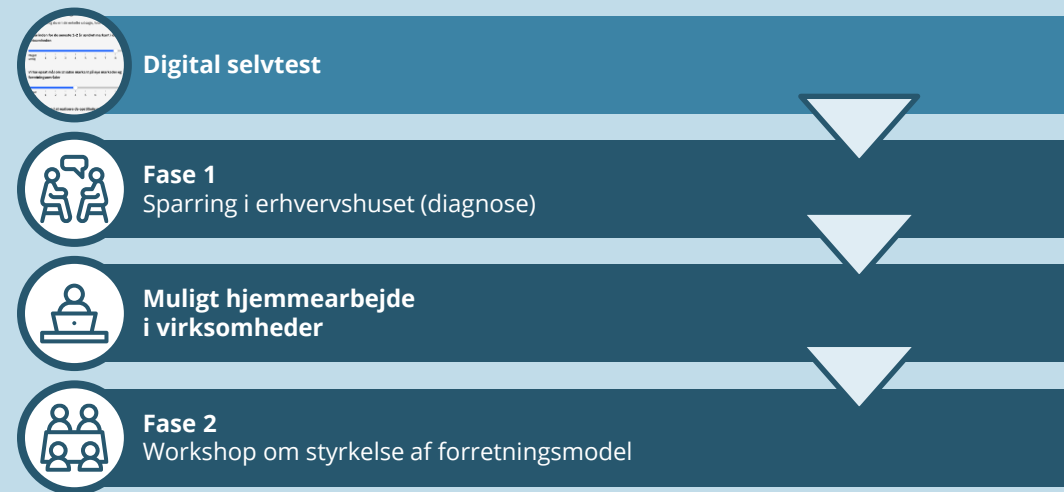 Digital selvtest
Fase 1
Sparring i erhvervshuset (diagnose)
Muligt hjemmearbejde
i virksomheder
Fase 2
Workshop om styrkelse af forretningsmodel